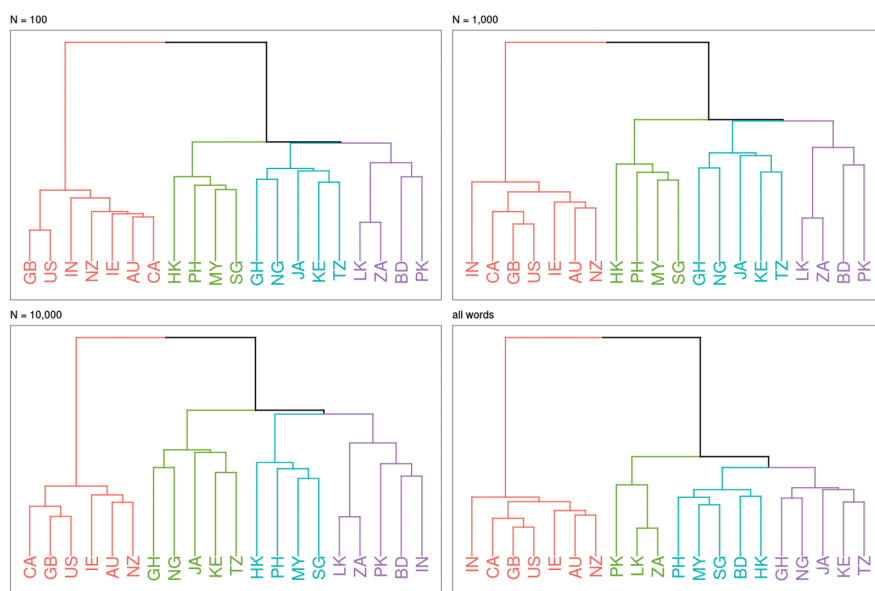 N = 100
GB US IN NZ IE AU CA HK PH MY SG GH NG JA KE TZ LK ZA BD PK
N = 1,000
IN CA GB US IE AU NZ HK PH MY SG GH NG JA KE TZ LK ZA BD PK
N = 10,000
CA GB US IE AU NZ GH NG JA KE TZ HK PH MY SG LK ZA PK BD IN
all words
IN CA GB US IE AU NZ PK LK ZA PH MY SG BD HK GH NG JA KE TZ